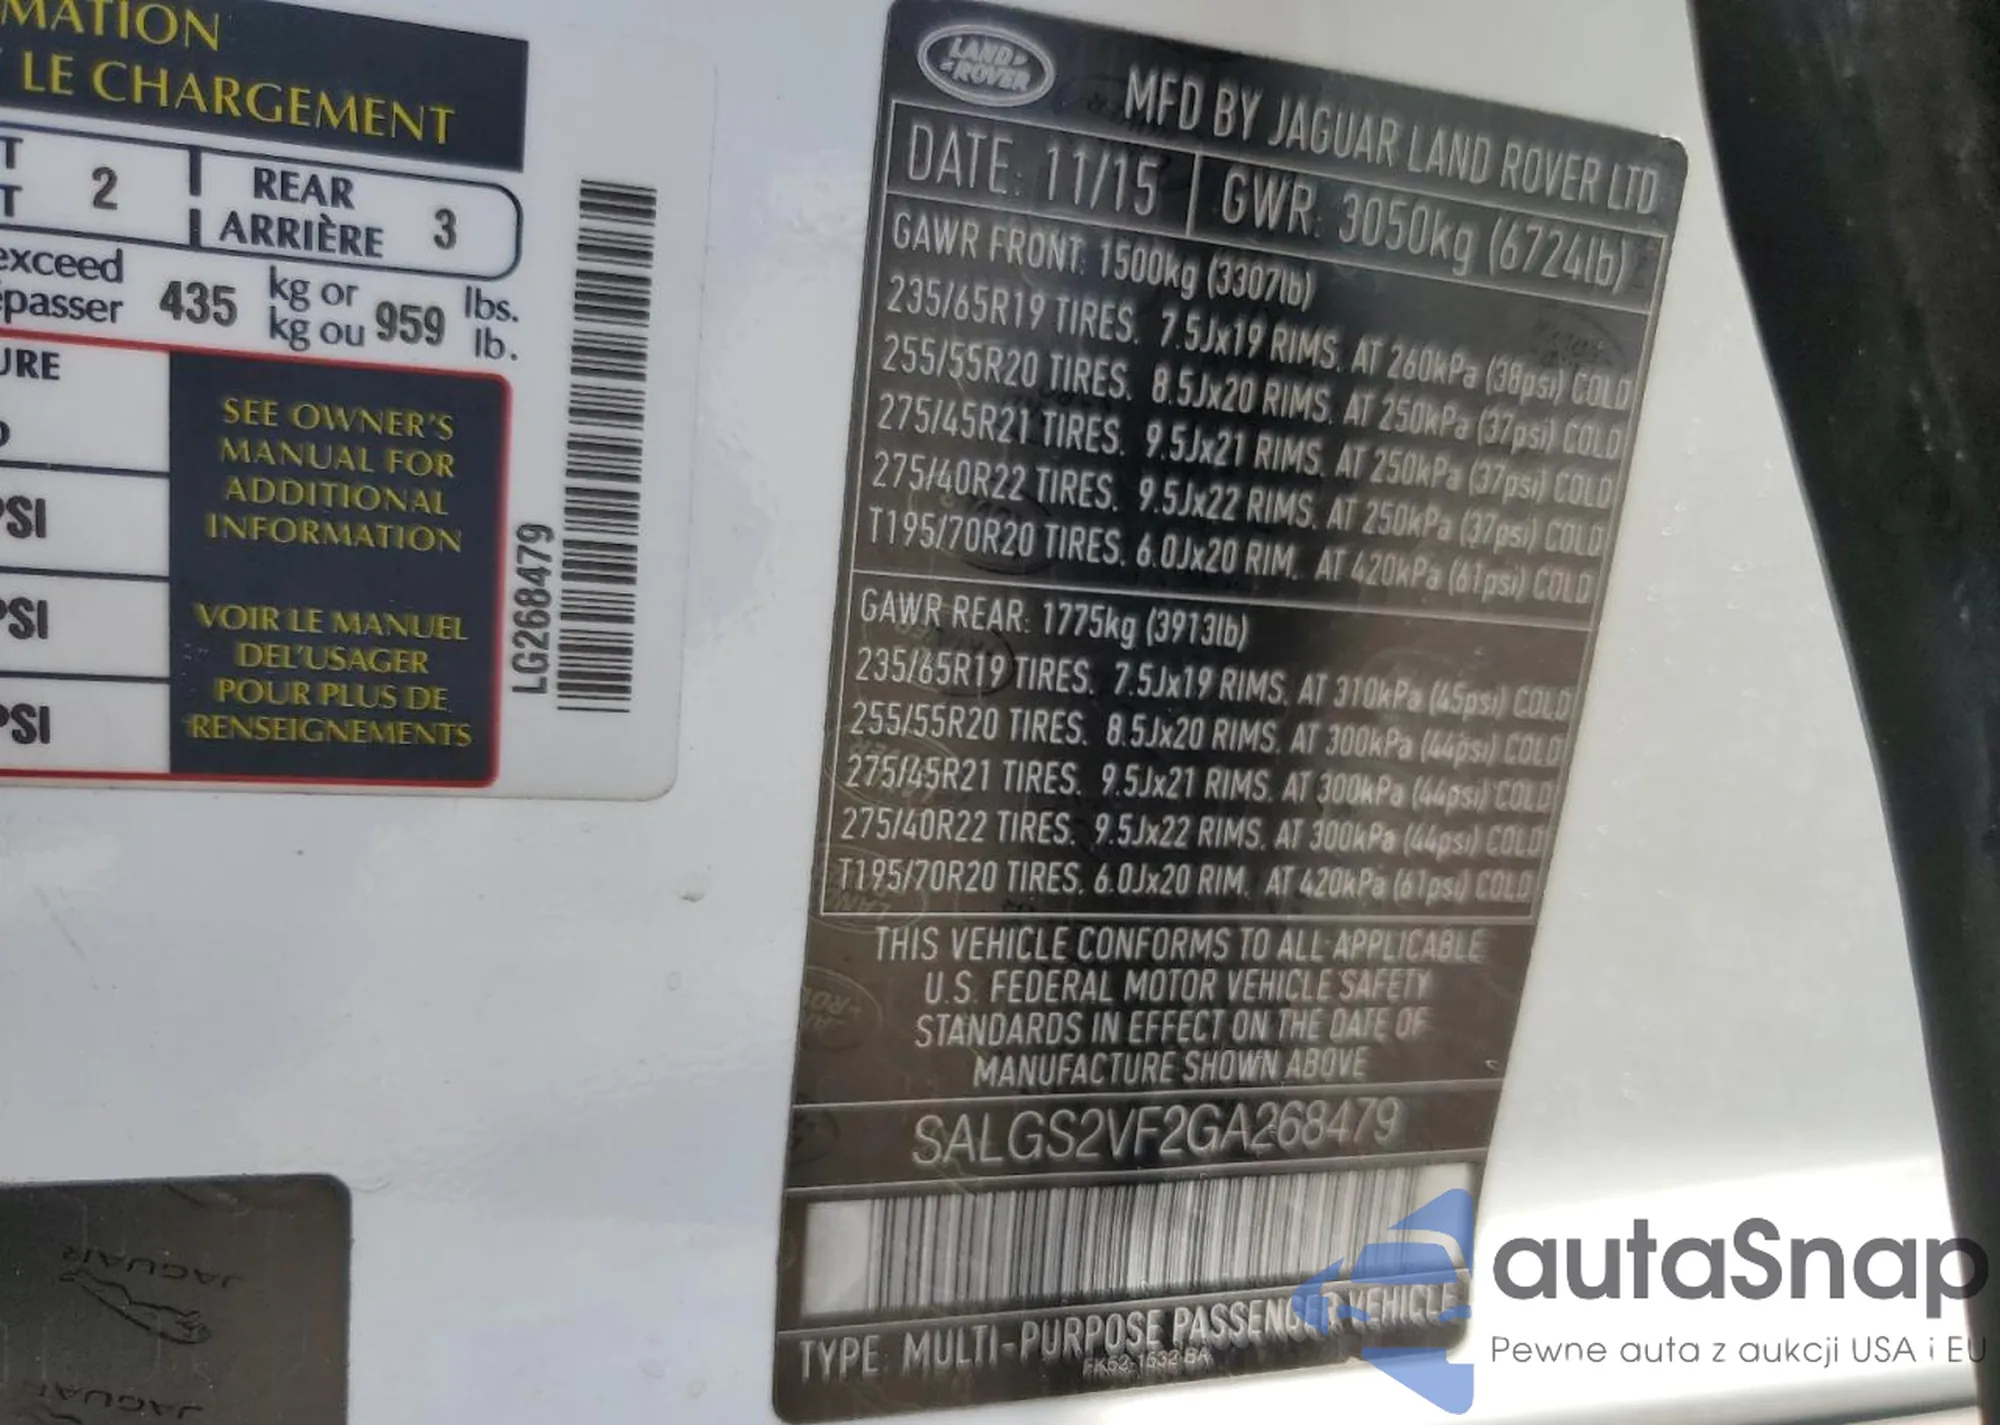 MATION
LE CHARGEMENT
2
REAR
ARRIÈRE
3
exceed
435
kg or
kg ou
959
lbs.
lb.
SEE OWNER'S
MANUAL FOR
ADDITIONAL
INFORMATION
VOIR LE MANUEL
DEL'USAGER
POUR PLUS DE
RENSEIGNEMENTS
LG268479
LAND
ROVER
MFD BY JAGUAR LAND ROVER LTD
DATE: 11/15
GWR: 3050kg (6724lb)
GAWR FRONT: 1500kg (3307lb)
235/65R19 TIRES. 7.5Jx19 RIMS. AT 260kPa (38psi) COLD
255/55R20 TIRES. 8.5Jx20 RIMS. AT 250kPa (37psi) COLD
275/45R21 TIRES. 9.5Jx21 RIMS. AT 250kPa (37psi) COLD
275/40R22 TIRES. 9.5Jx22 RIMS. AT 250kPa (37psi) COLD
T195/70R20 TIRES. 6.0Jx20 RIM. AT 420kPa (61psi) COLD
GAWR REAR: 1775kg (3913lb)
235/65R19 TIRES. 7.5Jx19 RIMS. AT 310kPa (45psi) COLD
255/55R20 TIRES. 8.5Jx20 RIMS. AT 300kPa (44psi) COLD
275/45R21 TIRES. 9.5Jx21 RIMS. AT 300kPa (44psi) COLD
275/40R22 TIRES. 9.5Jx22 RIMS. AT 300kPa (44psi) COLD
T195/70R20 TIRES. 6.0Jx20 RIM. AT 420kPa (61psi) COLD
THIS VEHICLE CONFORMS TO ALL APPLICABLE
U.S. FEDERAL MOTOR VEHICLE SAFETY
STANDARDS IN EFFECT ON THE DATE OF
MANUFACTURE SHOWN ABOVE
SALGS2VF2GA268479
TYPE: MULTI-PURPOSE PASSENGER VEHICLE
JAGUAR
JAGUAR
autaSnap
Pewne auta z aukcji USA i EU